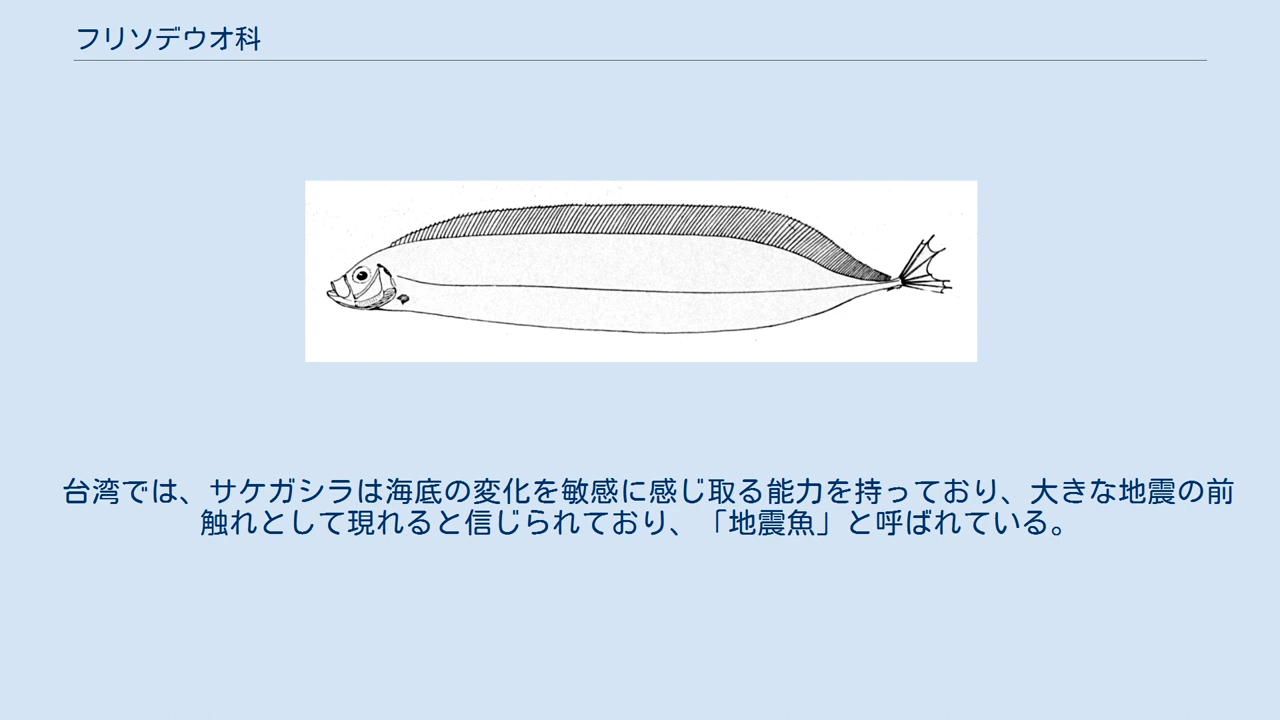 フリソデウオ科
台湾では、サケガシラは海底の変化を敏感に感じ取る能力を持っており、大きな地震の前
触れとして現れると信じられており、「地震魚」と呼ばれている。